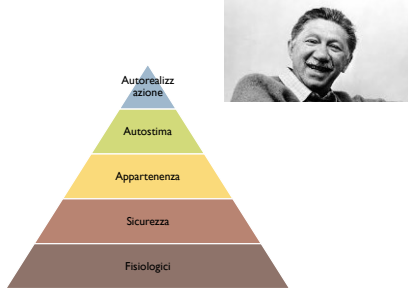 Autorealizz
azione
Autostima
Appartenenza
Sicurezza
Fisiologici